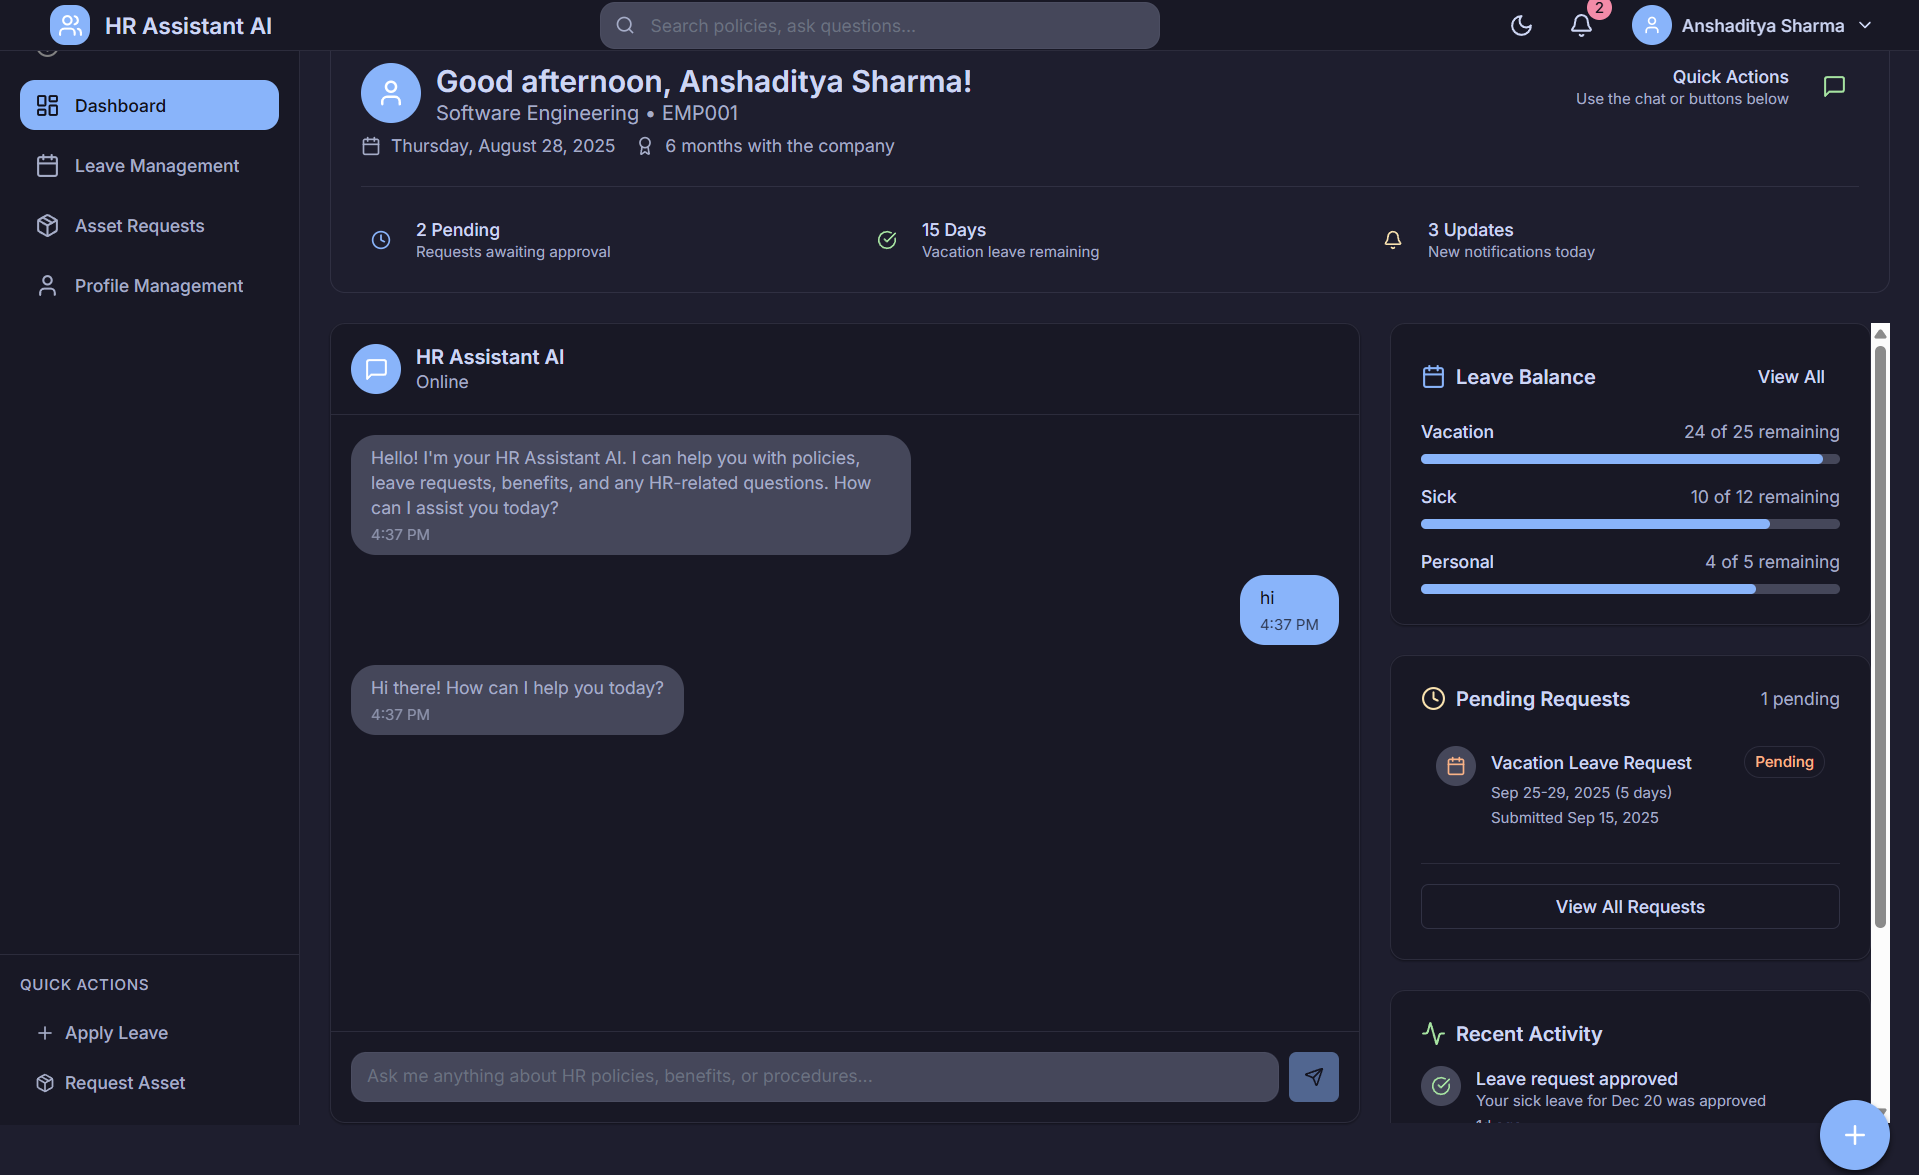 HR Assistant AI
Search policies, ask questions...
2
Anshaditya Sharma
Dashboard
Leave Management
Asset Requests
Profile Management
QUICK ACTIONS
Apply Leave
Request Asset
Good afternoon, Anshaditya Sharma!
Software Engineering • EMP001
Thursday, August 28, 2025
6 months with the company
Quick Actions
Use the chat or buttons below
2 Pending
Requests awaiting approval
15 Days
Vacation leave remaining
3 Updates
New notifications today
HR Assistant AI
Online
Hello! I'm your HR Assistant AI. I can help you with policies,
leave requests, benefits, and any HR-related questions. How
can I assist you today?
4:37 PM
hi
4:37 PM
Hi there! How can I help you today?
4:37 PM
Ask me anything about HR policies, benefits, or procedures...
Leave Balance
View All
Vacation
24 of 25 remaining
Sick
10 of 12 remaining
Personal
4 of 5 remaining
Pending Requests
1 pending
Vacation Leave Request
Pending
Sep 25-29, 2025 (5 days)
Submitted Sep 15, 2025
View All Requests
Recent Activity
Leave request approved
Your sick leave for Dec 20 was approved